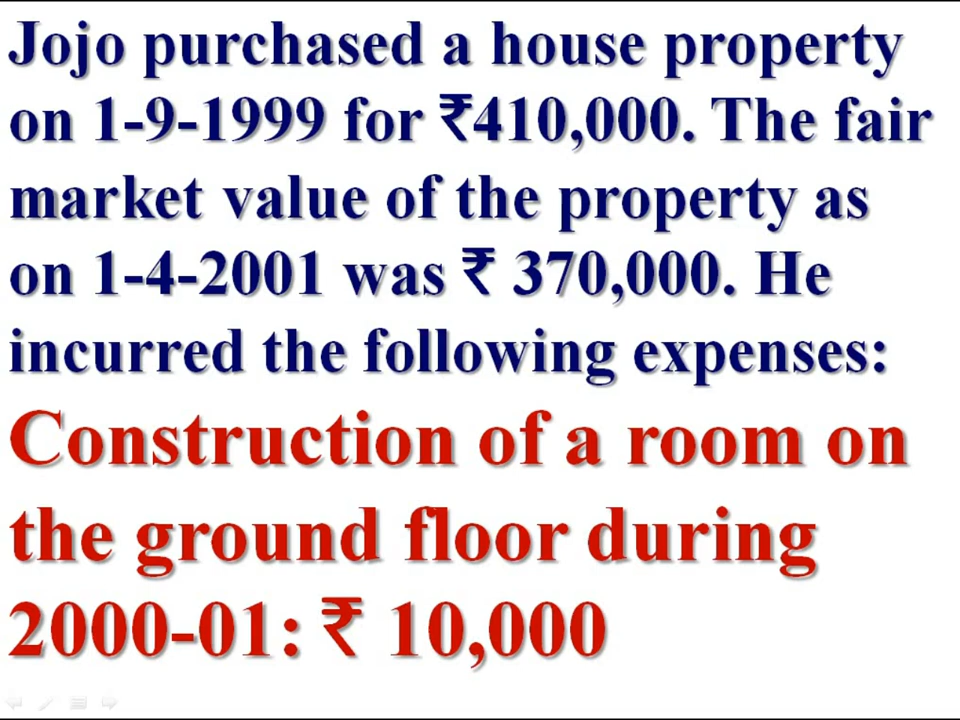 Jojo purchased a house property
on 1-9-1999 for ₹410,000. The fair
market value of the property as
on 1-4-2001 was ₹ 370,000. He
incurred the following expenses:
Construction of a room on
the ground floor during
2000-01: ₹ 10,000